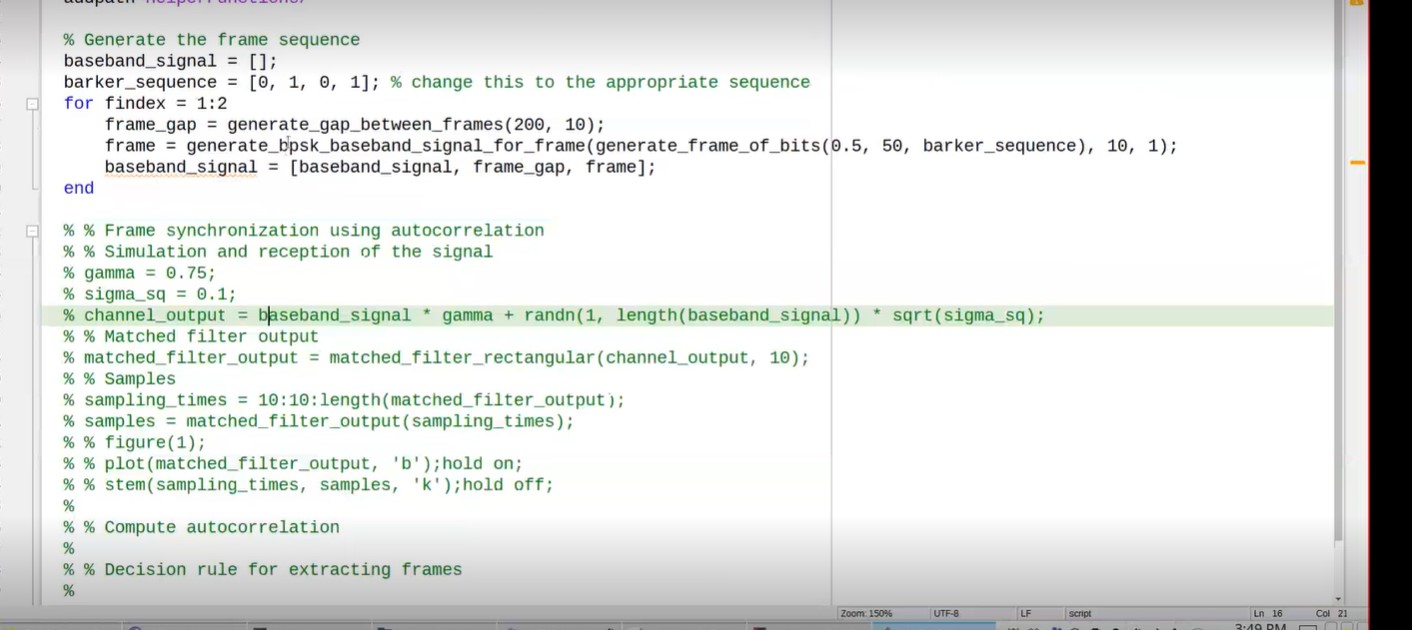 % Generate the frame sequence
baseband_signal = [];
barker_sequence = [0, 1, 0, 1]; % change this to the appropriate sequence
for findex = 1:2
    frame_gap = generate_gap_between_frames(200, 10);
    frame = generate_bpsk_baseband_signal_for_frame(generate_frame_of_bits(0.5, 50, barker_sequence), 10, 1);
    baseband_signal = [baseband_signal, frame_gap, frame];
end
% % Frame synchronization using autocorrelation
% % Simulation and reception of the signal
% gamma = 0.75;
% sigma_sq = 0.1;
% channel_output = baseband_signal * gamma + randn(1, length(baseband_signal)) * sqrt(sigma_sq);
% % Matched filter output
% matched_filter_output = matched_filter_rectangular(channel_output, 10);
% % Samples
% sampling_times = 10:10:length(matched_filter_output);
% samples = matched_filter_output(sampling_times);
% % figure(1);
% % plot(matched_filter_output, 'b');hold on;
% % stem(sampling_times, samples, 'k');hold off;
%
% % Compute autocorrelation
%
% % Decision rule for extracting frames
%
Zoom: 150% UTF-8 LF script Ln 16 Col 21
3:49 PM